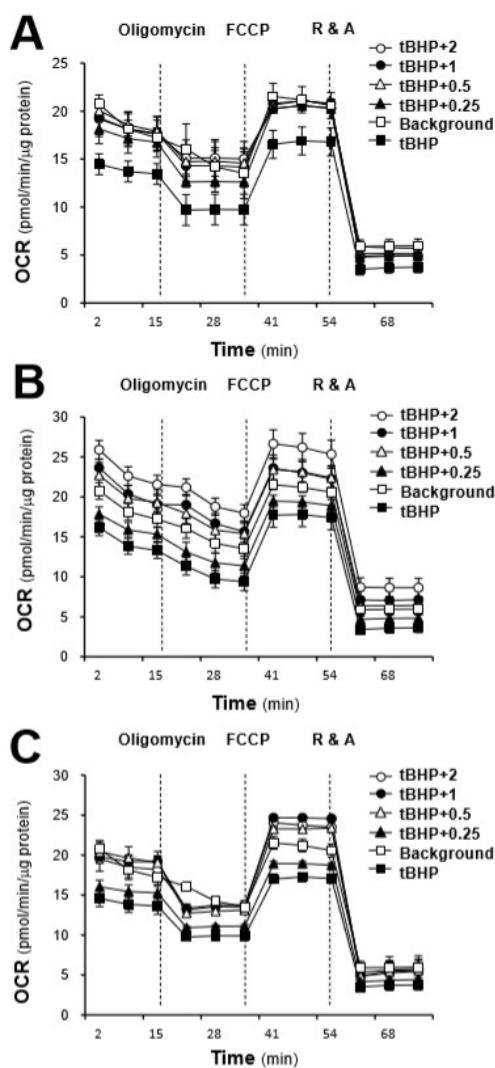 A
Oligomycin FCCP R & A
tBHP+2
tBHP+1
tBHP+0.5
tBHP+0.25
Background
tBHP
OCR (pmol/min/μg protein)
25
20
15
10
5
0
2 15 28 41 54 68
Time (min)
B
Oligomycin FCCP R & A
tBHP+2
tBHP+1
tBHP+0.5
tBHP+0.25
Background
tBHP
OCR (pmol/min/μg protein)
30
25
20
15
10
5
0
2 15 28 41 54 68
Time (min)
C
Oligomycin FCCP R & A
tBHP+2
tBHP+1
tBHP+0.5
tBHP+0.25
Background
tBHP
OCR (pmol/min/μg protein)
30
25
20
15
10
5
0
2 15 28 41 54 68
Time (min)